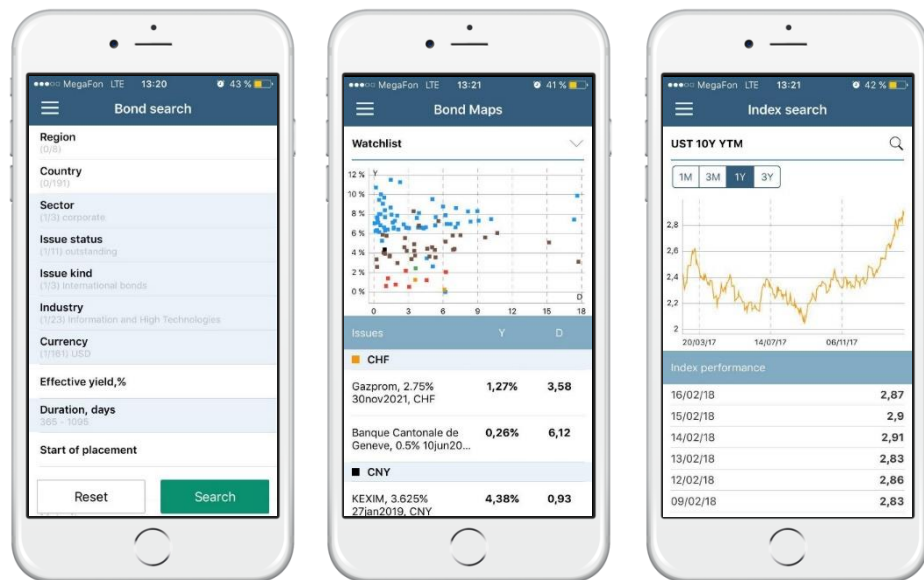 MegaFon LTE 13:20 43 %
Bond search
Region
(0/8)
Country
(0/191)
Sector
(1/3) corporate
Issue status
(1/11) outstanding
Issue kind
(1/3) International bonds
Industry
(1/23) Information and High Technologies
Currency
(1/161) USD
Effective yield,%
Duration, days
365 - 1095
Start of placement
Reset Search
MegaFon LTE 13:21 41 %
Bond Maps
Watchlist
Y
12 %
10 %
8 %
6 %
4 %
2 %
0 %
D
0 3 6 9 12 15 18
Issues Y D
CHF
Gazprom, 2.75% 1,27% 3,58
30nov2021, CHF
Banque Cantonale de 0,26% 6,12
Geneve, 0.5% 10jun20...
CNY
KEXIM, 3.625% 4,38% 0,93
27jan2019, CNY
MegaFon LTE 13:21 42 %
Index search
UST 10Y YTM
1M 3M 1Y 3Y
2,8
2,6
2,4
2,2
2
20/03/17 14/07/17 06/11/17
Index performance
16/02/18 2,87
15/02/18 2,9
14/02/18 2,91
13/02/18 2,83
12/02/18 2,86
09/02/18 2,83